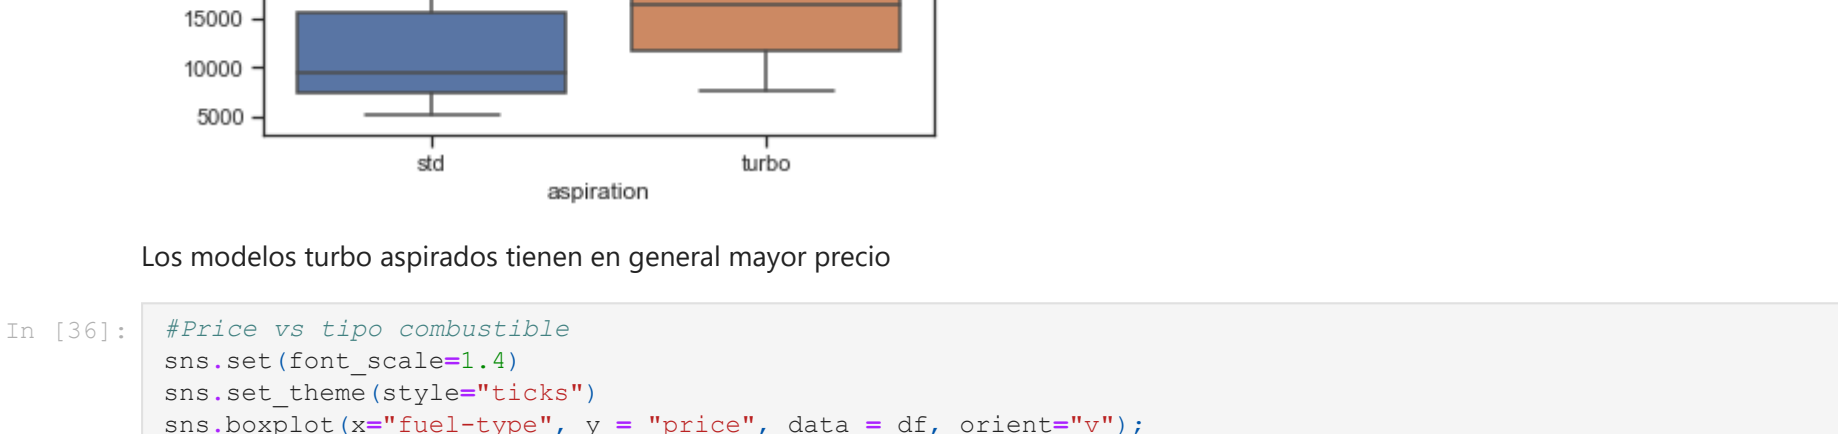 15000
10000
5000
std turbo
aspiration
Los modelos turbo aspirados tienen en general mayor precio
In [36]: #Price vs tipo combustible
sns.set(font_scale=1.4)
sns.set_theme(style="ticks")
sns.boxplot(x="fuel-type", y = "price", data = df, orient="v");